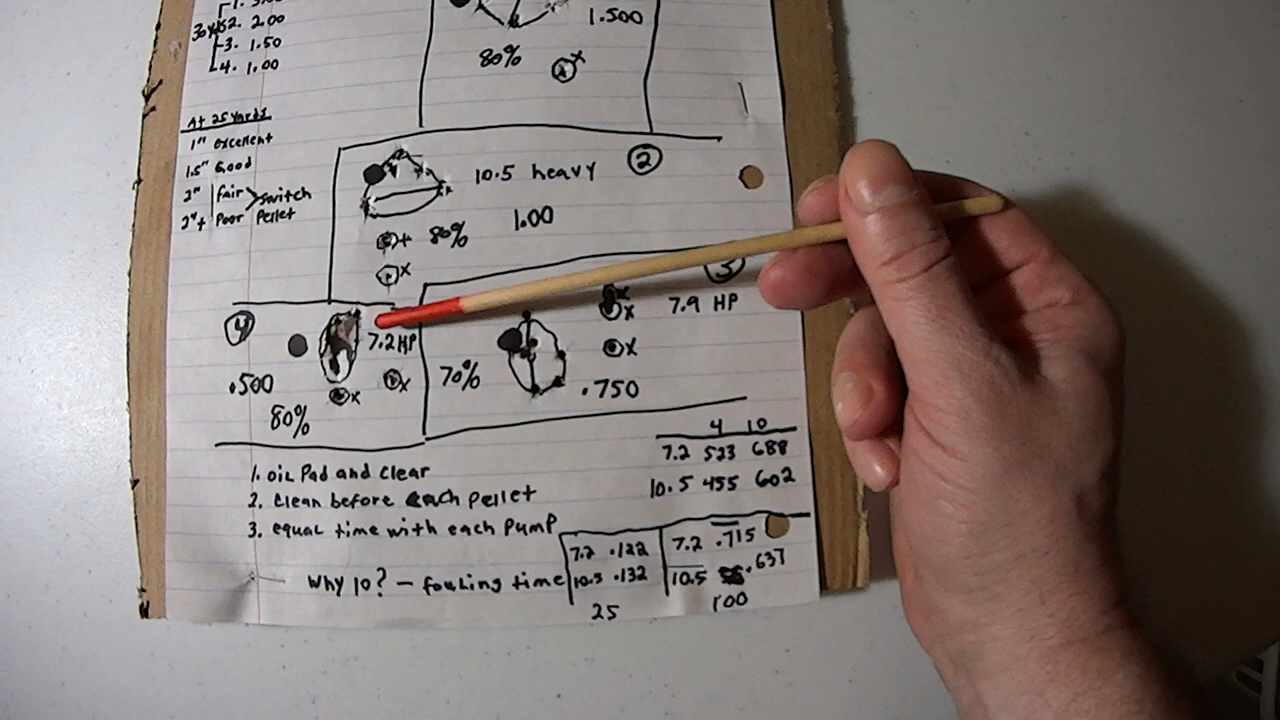 2. 2.00
30 yds
3. 1.50
4. 1.00
1.500
80%
x
At 25 yards
1" excellent
1.5" Good
2" fair > switch
2"+ Poor Pellet
2
10.5 heavy
1.00
+ 80%
x
3
7.9 HP
x
x
70%
.750
4
7.2 HP
.500
x
x
80%
4 10
7.2 523 688
10.5 455 602
1. oil Pad and Clear
2. Clean before each pellet
3. equal time with each Pump
Why 10? - fouling time
7.2 .122
10.5 .132
25
7.2 .715
10.5 .637
100